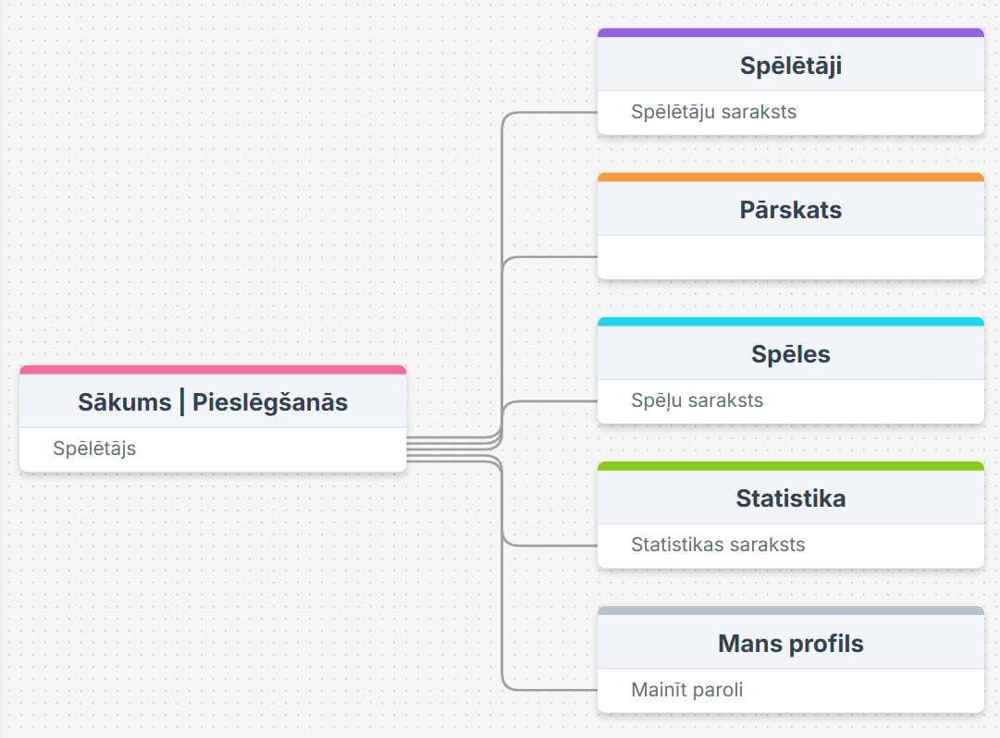 Spēlētāji
Spēlētāju saraksts
Pārskats
Spēles
Spēļu saraksts
Sākums | Pieslēgšanās
Spēlētājs
Statistika
Statistikas saraksts
Mans profils
Mainīt paroli